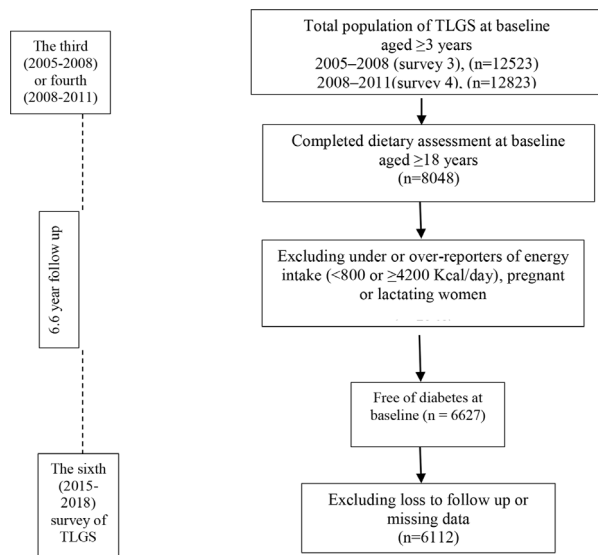 The third
(2005-2008)
or fourth
(2008-2011)
6.6 year follow up
The sixth
(2015-
2018)
survey of
TLGS
Total population of TLGS at baseline
aged ≥3 years
2005–2008 (survey 3), (n=12523)
2008–2011(survey 4), (n=12823)
Completed dietary assessment at baseline
aged ≥18 years
(n=8048)
Excluding under or over-reporters of energy
intake (<800 or ≥4200 Kcal/day), pregnant
or lactating women
Free of diabetes at
baseline (n = 6627)
Excluding loss to follow up or
missing data
(n=6112)